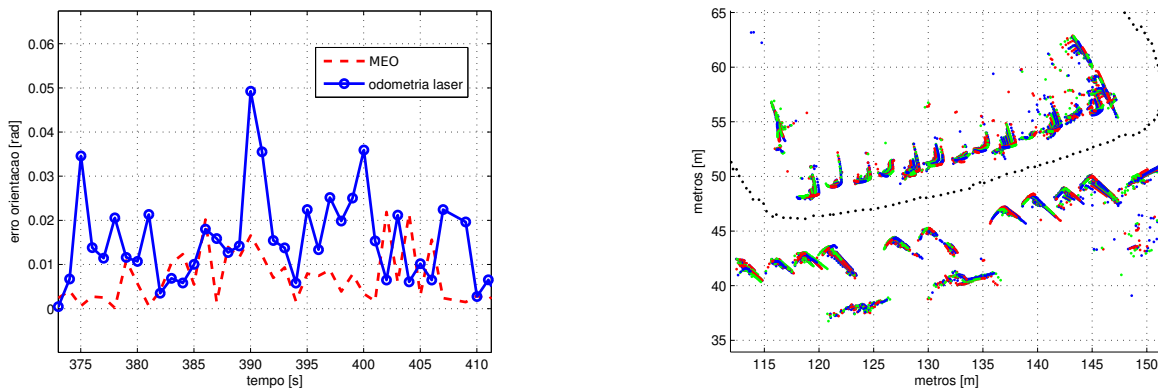 0.06
0.05
0.04
0.03
0.02
0.01
0
erro orientacao [rad]
MEO
odometria laser
375 380 385 390 395 400 405 410
tempo [s]
65
60
55
50
45
40
35
metros [m]
115 120 125 130 135 140 145 150
metros [m]